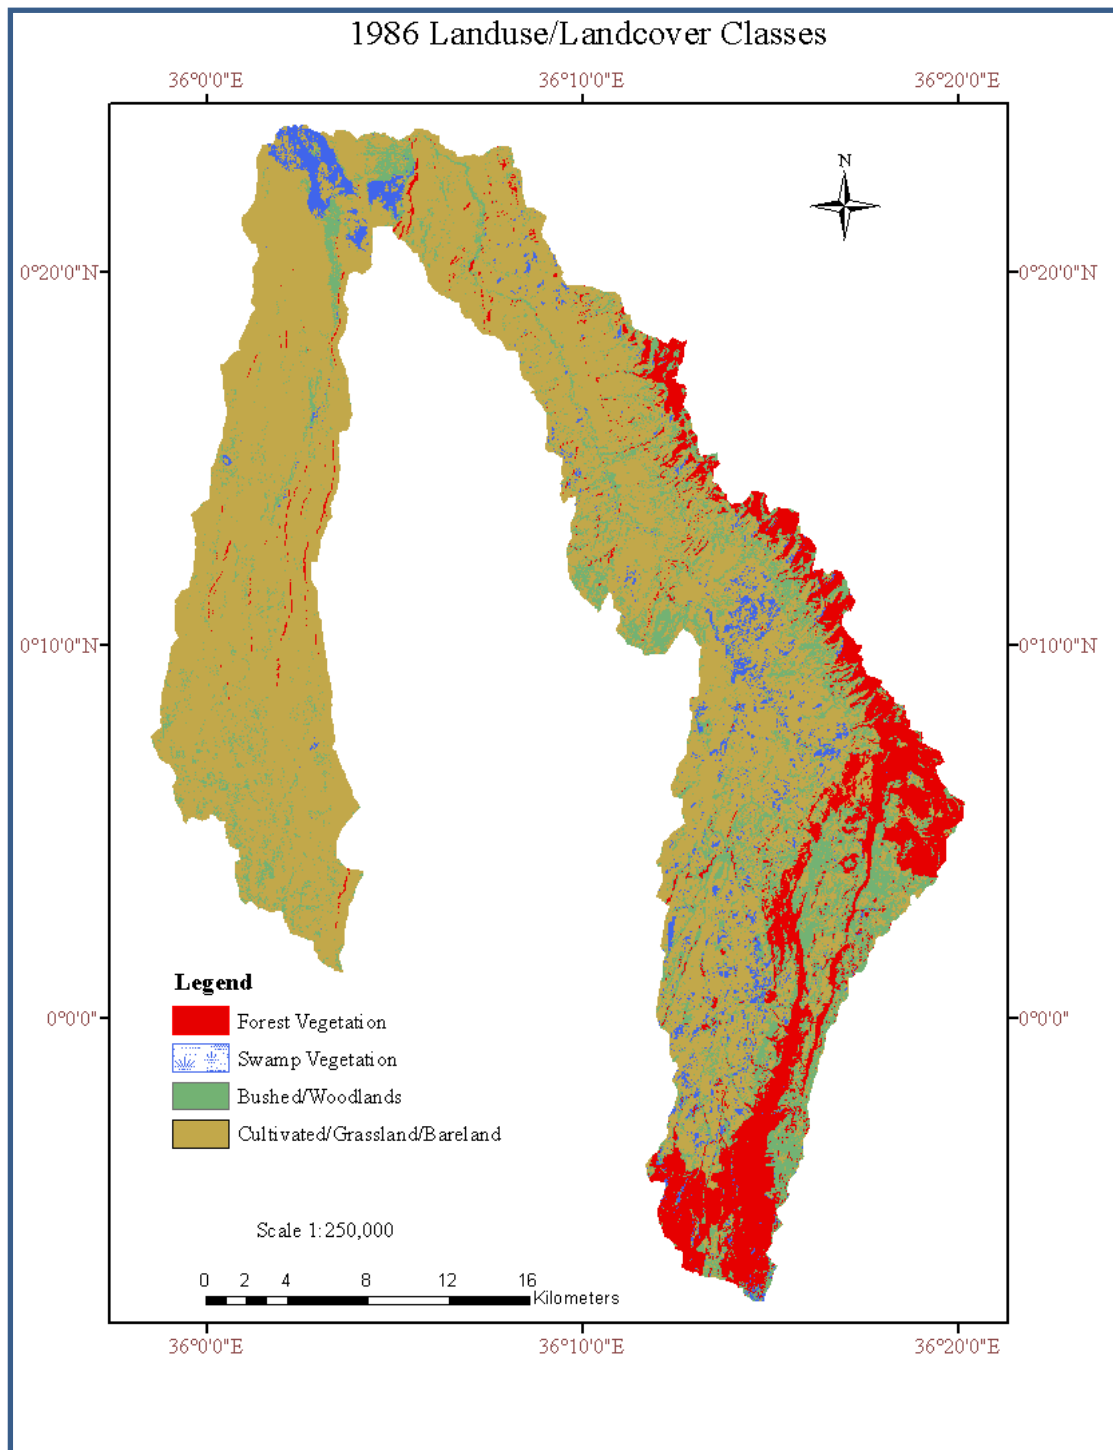 1986 Landuse/Landcover Classes
36°0'0"E 36°10'0"E 36°20'0"E
N
0°20'0"N 0°20'0"N
0°10'0"N 0°10'0"N
Legend
Forest Vegetation
0°0'0" 0°0'0"
Swamp Vegetation
Bushed/Woodlands
Cultivated/Grassland/Bareland
Scale 1:250,000
0 2 4 8 12 16
Kilometers
36°0'0"E 36°10'0"E 36°20'0"E